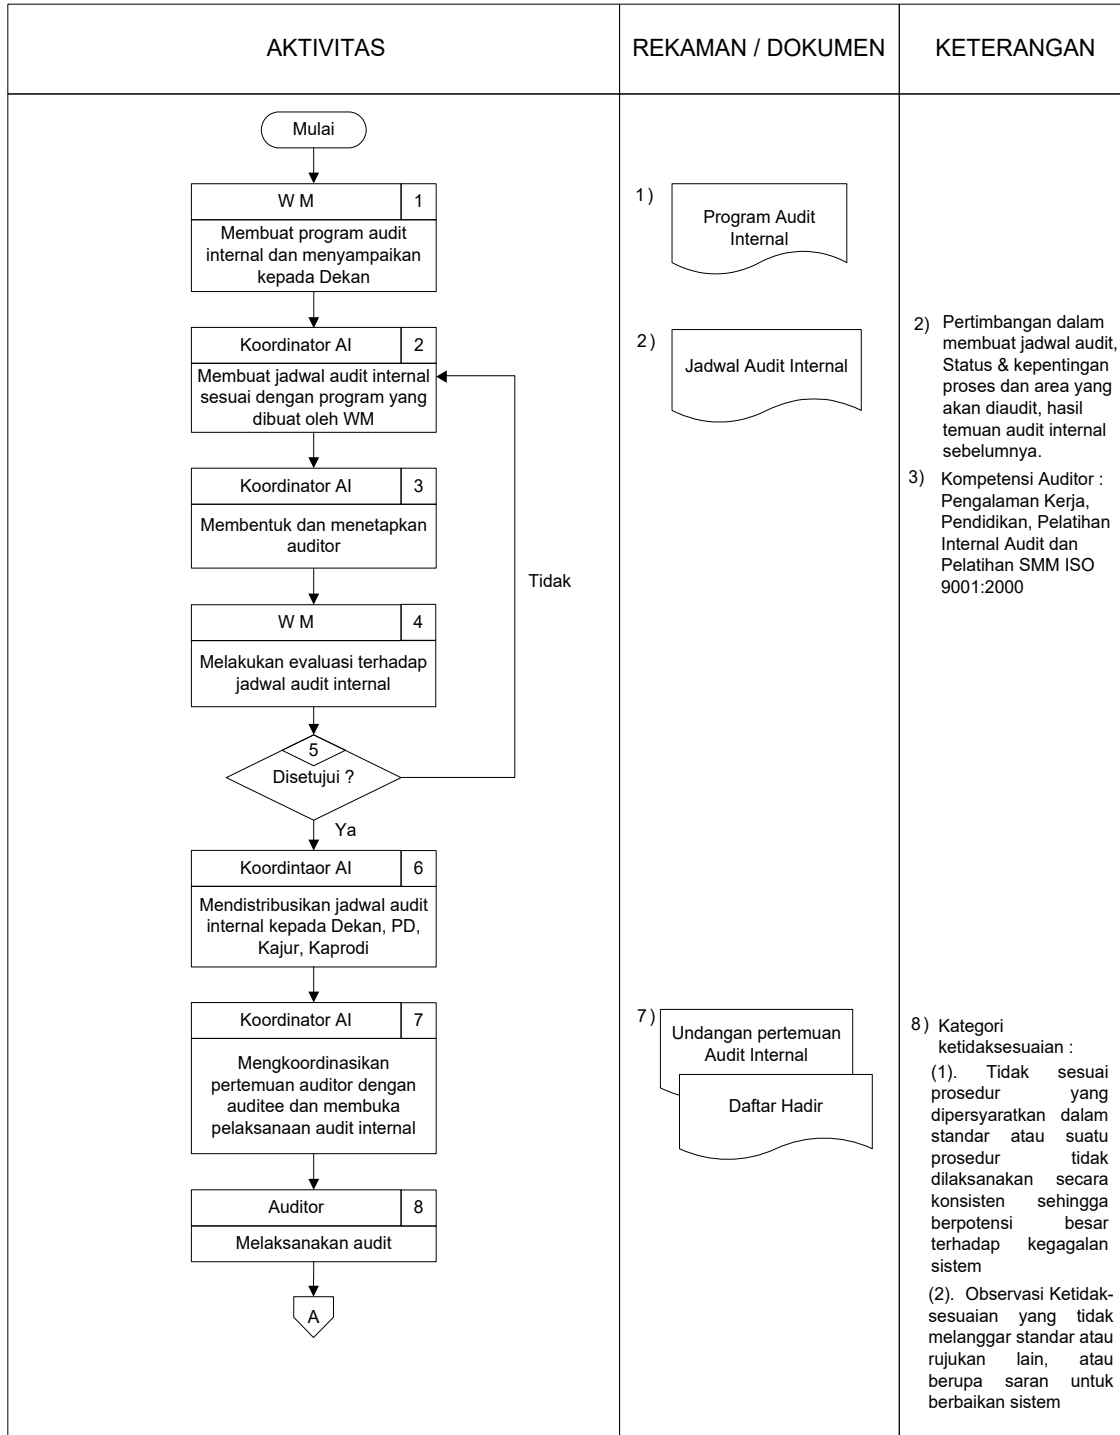 AKTIVITAS
REKAMAN / DOKUMEN
KETERANGAN
Mulai
W M
1
Membuat program audit
internal dan menyampaikan
kepada Dekan
1)
Program Audit
Internal
Koordinator AI
2
Membuat jadwal audit internal
sesuai dengan program yang
dibuat oleh WM
2)
Jadwal Audit Internal
2) Pertimbangan dalam
membuat jadwal audit,
Status & kepentingan
proses dan area yang
akan diaudit, hasil
temuan audit internal
sebelumnya.
Koordinator AI
3
Membentuk dan menetapkan
auditor
3) Kompetensi Auditor :
Pengalaman Kerja,
Pendidikan, Pelatihan
Internal Audit dan
Pelatihan SMM ISO
9001:2000
Tidak
W M
4
Melakukan evaluasi terhadap
jadwal audit internal
5
Disetujui ?
Ya
Koordintaor AI
6
Mendistribusikan jadwal audit
internal kepada Dekan, PD,
Kajur, Kaprodi
Koordinator AI
7
Mengkoordinasikan
pertemuan auditor dengan
auditee dan membuka
pelaksanaan audit internal
7)
Undangan pertemuan
Audit Internal
Daftar Hadir
8) Kategori
ketidaksesuaian :
(1). Tidak sesuai
prosedur yang
dipersyaratkan dalam
standar atau suatu
prosedur tidak
dilaksanakan secara
konsisten sehingga
berpotensi besar
terhadap kegagalan
sistem
(2). Observasi Ketidak-
sesuaian yang tidak
melanggar standar atau
rujukan lain, atau
berupa saran untuk
berbaikan sistem
Auditor
8
Melaksanakan audit
A